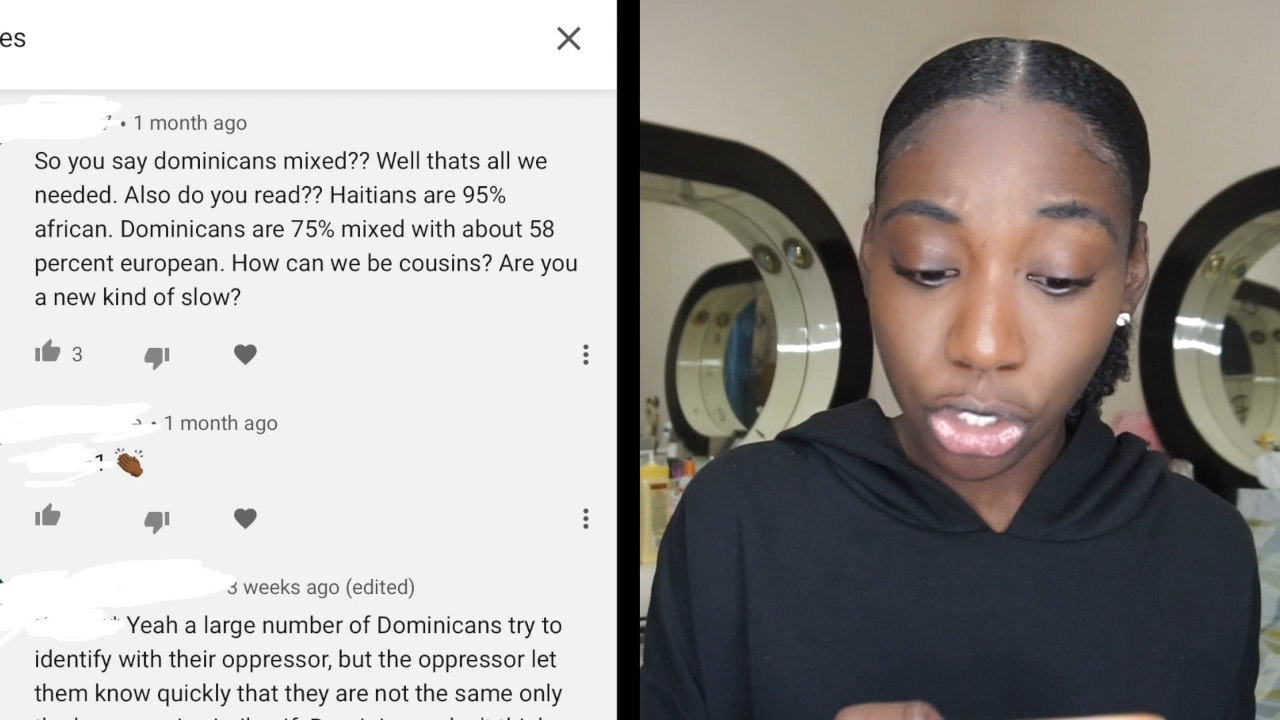 es
• 1 month ago
So you say dominicans mixed?? Well thats all we
needed. Also do you read?? Haitians are 95%
african. Dominicans are 75% mixed with about 58
percent european. How can we be cousins? Are you
a new kind of slow?
3
• 1 month ago
1 👏🏾
3 weeks ago (edited)
Yeah a large number of Dominicans try to
identify with their oppressor, but the oppressor let
them know quickly that they are not the same only